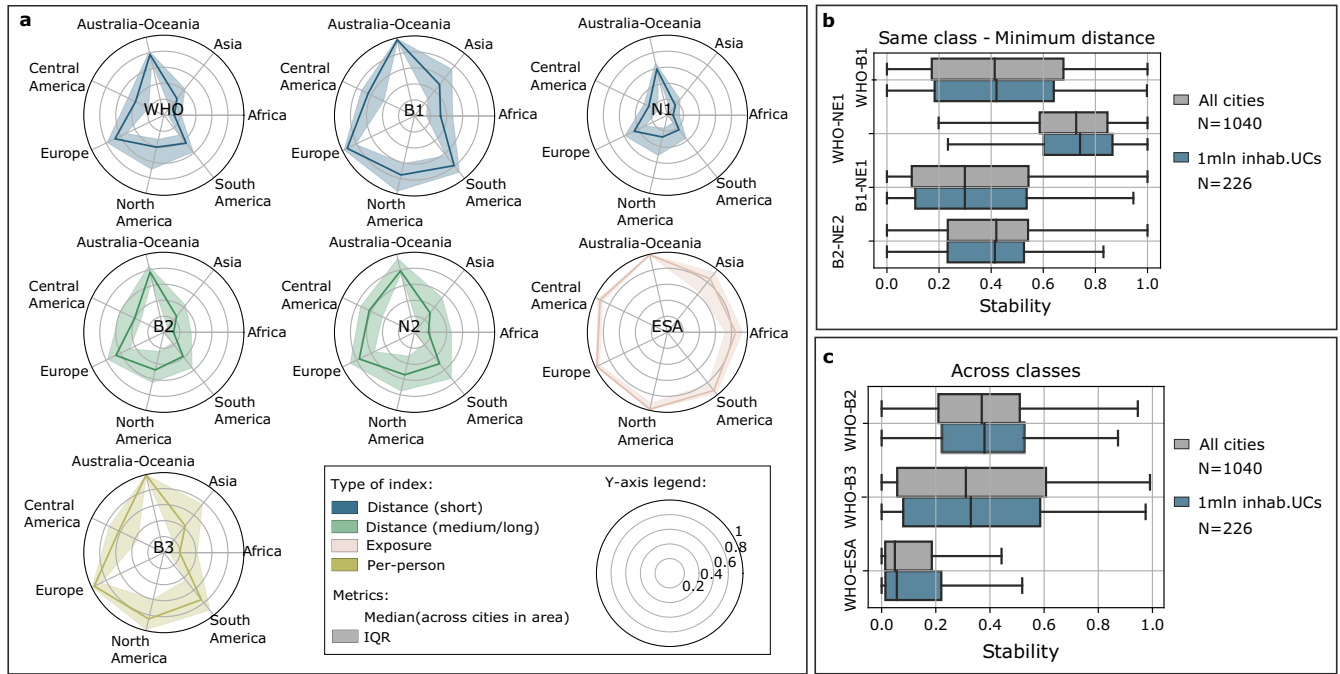 a
Australia-Oceania
Asia
Central
America
WHO
Africa
Europe
South
America
North
America
Australia-Oceania
Asia
Central
America
B1
Africa
Europe
South
America
North
America
Australia-Oceania
Asia
Central
America
N1
Africa
Europe
South
America
North
America
Australia-Oceania
Asia
Central
America
B2
Africa
Europe
South
America
North
America
Australia-Oceania
Asia
Central
America
N2
Africa
Europe
South
America
North
America
Australia-Oceania
Asia
Central
America
ESA
Africa
Europe
South
America
North
America
Australia-Oceania
Asia
Central
America
B3
Africa
Europe
South
America
North
America
Type of index:
Distance (short)
Distance (medium/long)
Exposure
Per-person
Metrics:
Median(across cities in area)
IQR
Y-axis legend:
1
0.8
0.6
0.4
0.2
b
Same class - Minimum distance
WHO-B1
WHO-NE1
B1-NE1
B2-NE2
0.0 0.2 0.4 0.6 0.8 1.0
Stability
All cities
N=1040
1mln inhab.UCs
N=226
c
Across classes
WHO-B2
WHO-B3
WHO-ESA
0.0 0.2 0.4 0.6 0.8 1.0
Stability
All cities
N=1040
1mln inhab.UCs
N=226